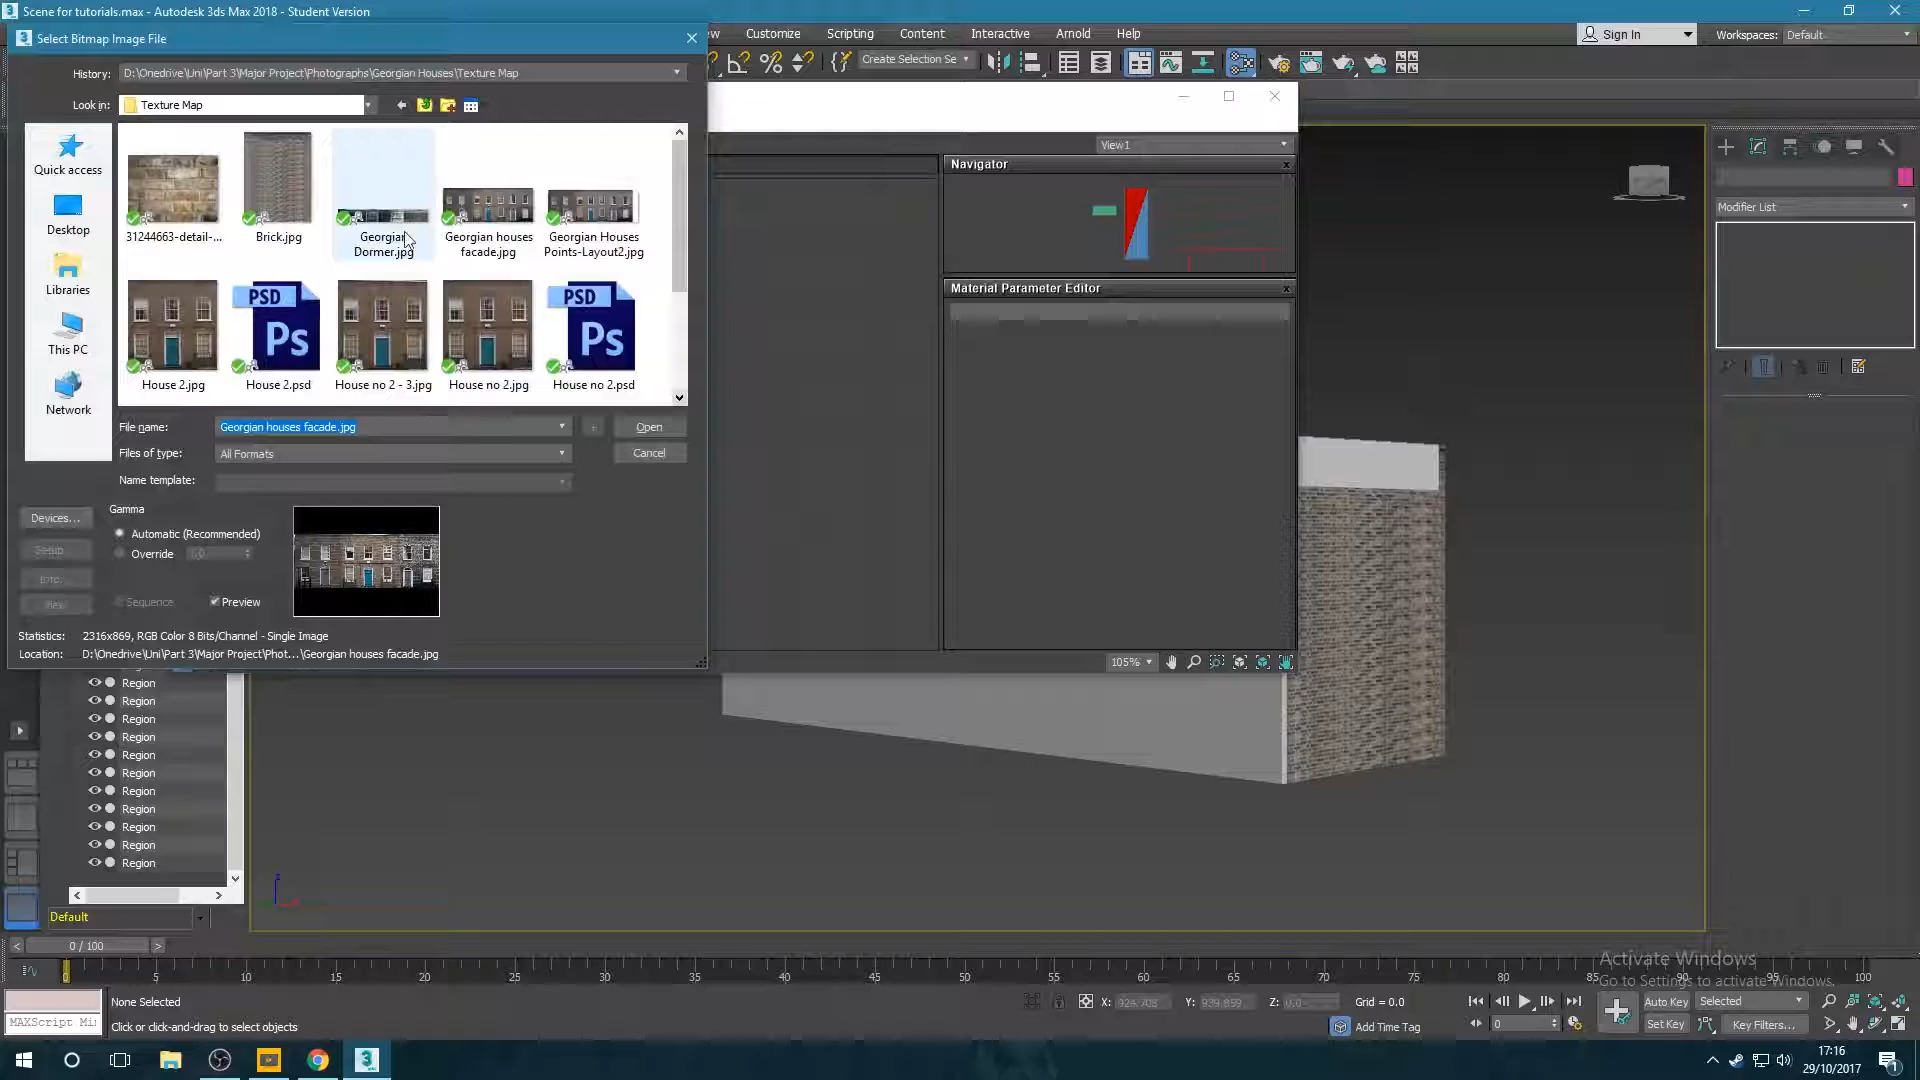 Scene for tutorials.max - Autodesk 3ds Max 2018 - Student Version
Select Bitmap Image File
ew Customize Scripting Content Interactive Arnold Help
Sign In
Workspaces: Default
History: D:\Onedrive\Uni\Part 3\Major Project\Photographs\Georgian Houses\Texture Map
Create Selection Se
Look in: Texture Map
View1
Quick access
Desktop
Libraries
This PC
Network
31244663-detail-...
Brick.jpg
Georgian Dormer.jpg
Georgian houses facade.jpg
Georgian Houses Points-Layout2.jpg
PSD
Ps
PSD
Ps
House 2.jpg
House 2.psd
House no 2 - 3.jpg
House no 2.jpg
House no 2.psd
Navigator
Material Parameter Editor
Modifier List
File name: Georgian houses facade.jpg Open
Files of type: All Formats Cancel
Name template:
Gamma
Devices...
Automatic (Recommended)
Setup...
Override
Info...
Sequence
Preview
Statistics: 2316x869, RGB Color 8 Bits/Channel - Single Image
Location: D:\Onedrive\Uni\Part 3\Major Project\Phot...\Georgian houses facade.jpg
105%
Region
Region
Region
Region
Region
Region
Region
Region
Region
Region
Region
Default
0 / 100
0 5 10 15 20 25 30 35 40 45 50 55 60 65 70 75 80 85 90 95 100
Activate Windows
Go to Settings to activate Windows.
None Selected
X: 924.708 Y: 939.859 Z: 0.0 Grid = 0.0
Auto Key Selected
MAXScript Mi
Click or click-and-drag to select objects
Add Time Tag
0
Set Key Key Filters...
17:16
29/10/2017